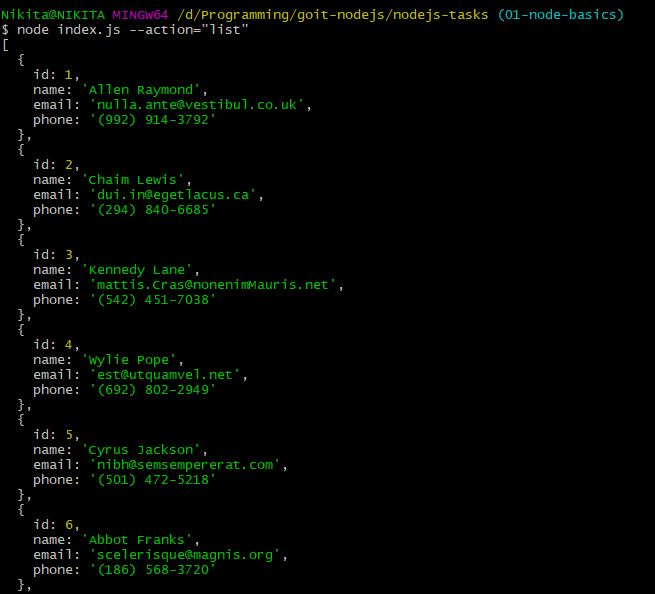 Nikita@NIKITA MINGW64 /d/Programming/goit-nodejs/nodejs-tasks (01-node-basics)
$ node index.js --action="list"
[
  {
    id: 1,
    name: 'Allen Raymond',
    email: 'nulla.ante@vestibul.co.uk',
    phone: '(992) 914-3792'
  },
  {
    id: 2,
    name: 'Chaim Lewis',
    email: 'dui.in@egetlacus.ca',
    phone: '(294) 840-6685'
  },
  {
    id: 3,
    name: 'Kennedy Lane',
    email: 'mattis.Cras@nonenimMauris.net',
    phone: '(542) 451-7038'
  },
  {
    id: 4,
    name: 'Wylie Pope',
    email: 'est@utquamvel.net',
    phone: '(692) 802-2949'
  },
  {
    id: 5,
    name: 'Cyrus Jackson',
    email: 'nibh@semsempererat.com',
    phone: '(501) 472-5218'
  },
  {
    id: 6,
    name: 'Abbot Franks',
    email: 'scelerisque@magnis.org',
    phone: '(186) 568-3720'
  },